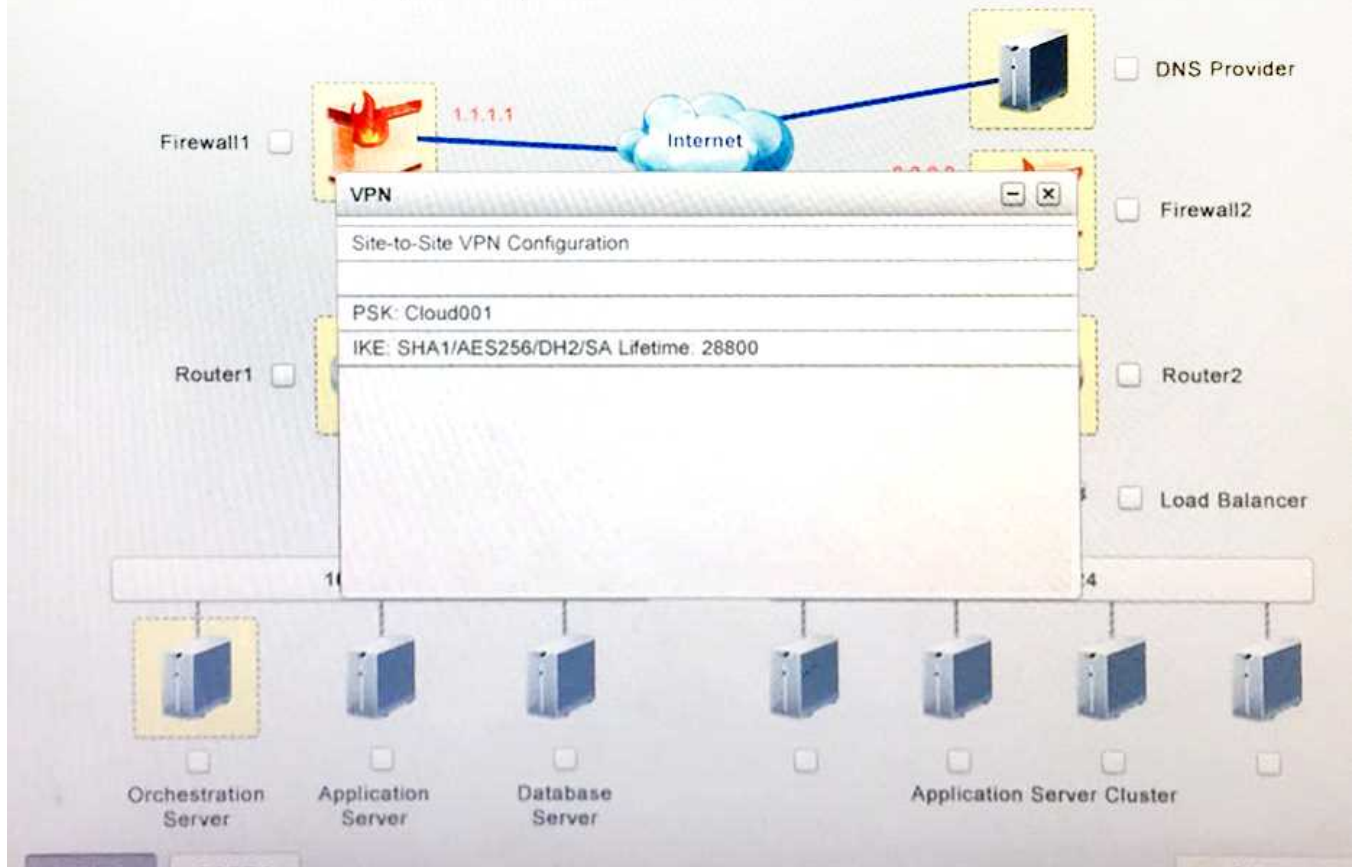 DNS Provider
1.1.1.1
Firewall1
Internet
VPN
Firewall2
Site-to-Site VPN Configuration
PSK: Cloud001
IKE: SHA1/AES256/DH2/SA Lifetime: 28800
Router1
Router2
Load Balancer
Orchestration
Server
Application
Server
Database
Server
Application Server Cluster